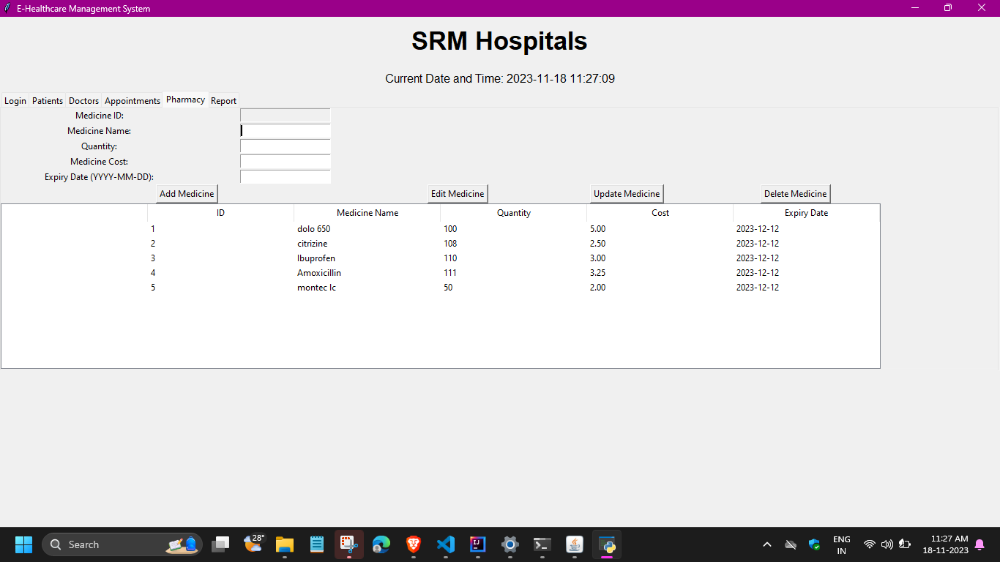 E-Healthcare Management System
SRM Hospitals
Current Date and Time: 2023-11-18 11:27:09
Login Patients Doctors Appointments Pharmacy Report
Medicine ID:
Medicine Name:
Quantity:
Medicine Cost:
Expiry Date (YYYY-MM-DD):
Add Medicine Edit Medicine Update Medicine Delete Medicine
ID Medicine Name Quantity Cost Expiry Date
1 dolo 650 100 5.00 2023-12-12
2 citrizine 108 2.50 2023-12-12
3 Ibuprofen 110 3.00 2023-12-12
4 Amoxicillin 111 3.25 2023-12-12
5 montec lc 50 2.00 2023-12-12
Search 28° ENG 11:27 AM
IN 18-11-2023